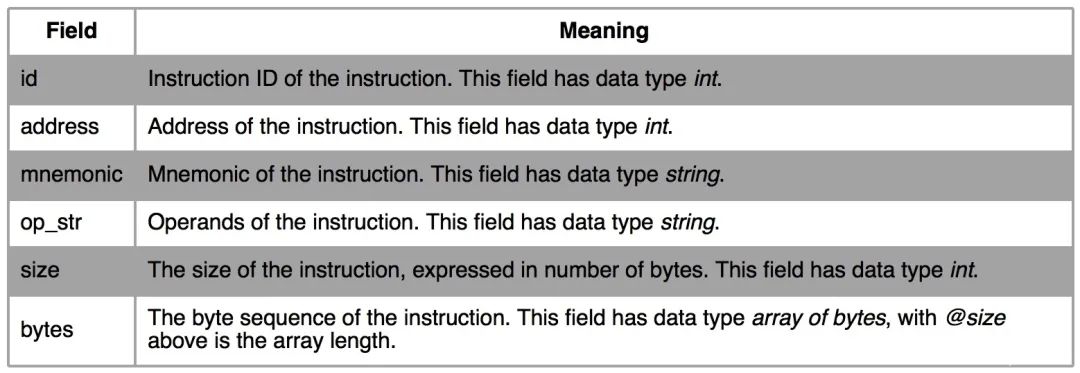 Field Meaning
id Instruction ID of the instruction. This field has data type int.
address Address of the instruction. This field has data type int.
mnemonic Mnemonic of the instruction. This field has data type string.
op_str Operands of the instruction. This field has data type string.
size The size of the instruction, expressed in number of bytes. This field has data type int.
bytes The byte sequence of the instruction. This field has data type array of bytes, with @size
above is the array length.